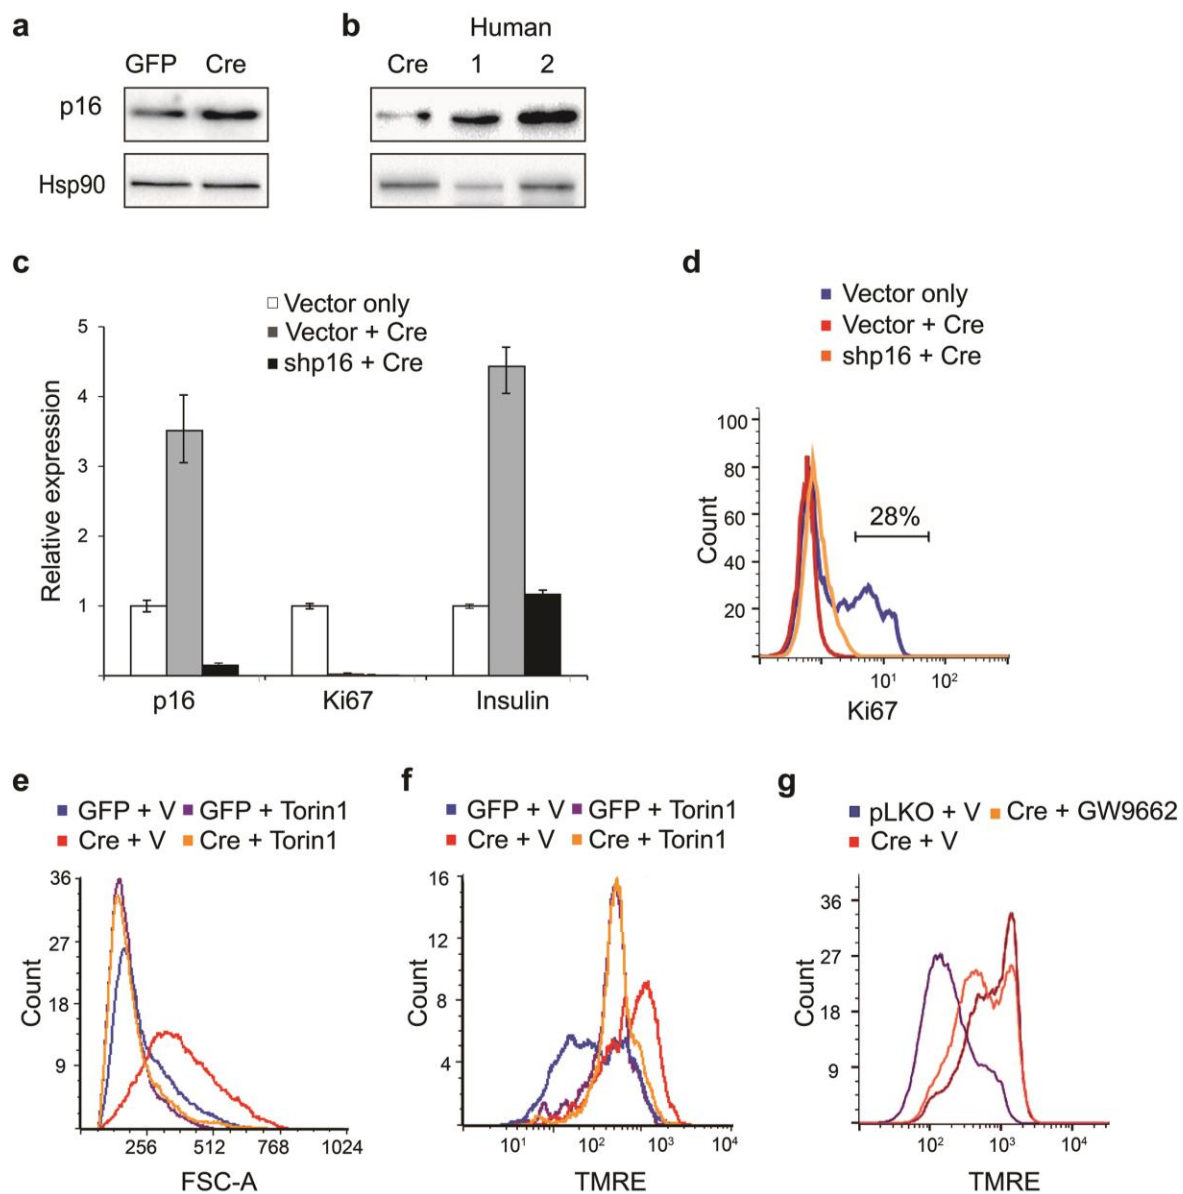 a
GFP Cre
p16
Hsp90
b
Human
Cre 1 2
c
Vector only
Vector + Cre
shp16 + Cre
Relative expression
5
4
3
2
1
p16 Ki67 Insulin
d
Vector only
Vector + Cre
shp16 + Cre
Count
100
80
60
40
20
28%
10¹ 10²
Ki67
e
GFP + V GFP + Torin1
Cre + V Cre + Torin1
Count
36
27
18
9
256 512 768 1024
FSC-A
f
GFP + V GFP + Torin1
Cre + V Cre + Torin1
Count
16
12
8
4
10¹ 10² 10³ 10⁴
TMRE
g
pLKO + V Cre + GW9662
Cre + V
Count
36
27
18
9
10² 10³ 10⁴
TMRE